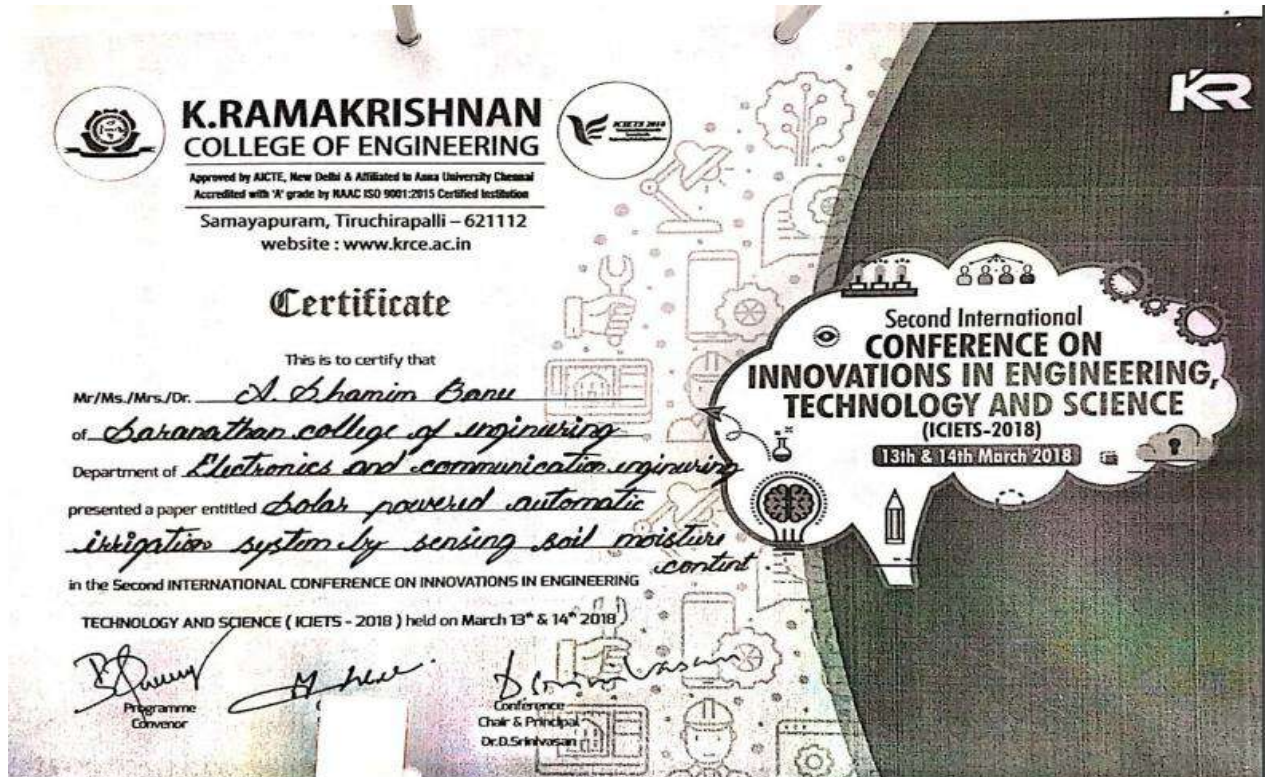 K.RAMAKRISHNAN
COLLEGE OF ENGINEERING
Approved by AICTE, New Delhi & Affiliated to Anna University Chennai
Accredited with 'A' grade by NAAC ISO 9001:2015 Certified Institution
Samayapuram, Tiruchirapalli – 621112
website : www.krce.ac.in
ICIETS 2018
Certificate
This is to certify that
Mr/Ms./Mrs./Dr. A. Shamim Banu
of Saranathan college of engineering
Department of Electronics and communication engineering
presented a paper entitled Solar powered automatic
irrigation system by sensing soil moisture
content
in the Second INTERNATIONAL CONFERENCE ON INNOVATIONS IN ENGINEERING
TECHNOLOGY AND SCIENCE ( ICIETS - 2018 ) held on March 13th & 14th 2018
Programme
Convenor
Conference
Chair & Principal
Dr.D.Srinivasan
KR
Second International
CONFERENCE ON
INNOVATIONS IN ENGINEERING,
TECHNOLOGY AND SCIENCE
(ICIETS-2018)
13th & 14th March 2018